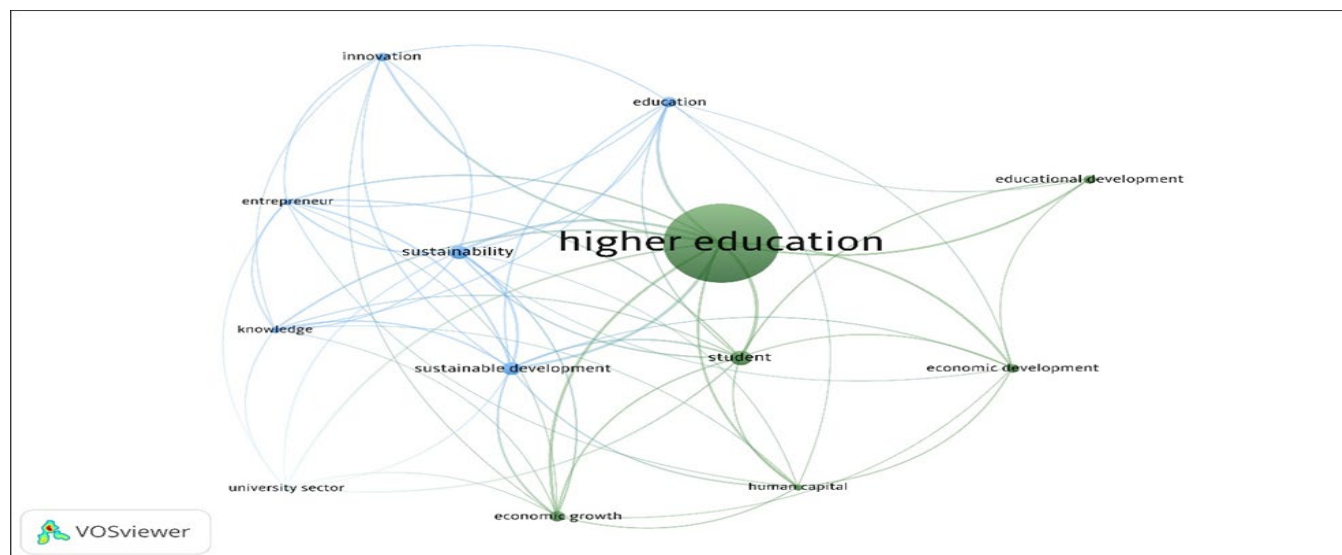 innovation
education
educational development
entrepreneur
higher education
sustainability
knowledge
student
sustainable development
economic development
university sector
human capital
economic growth
VOSviewer